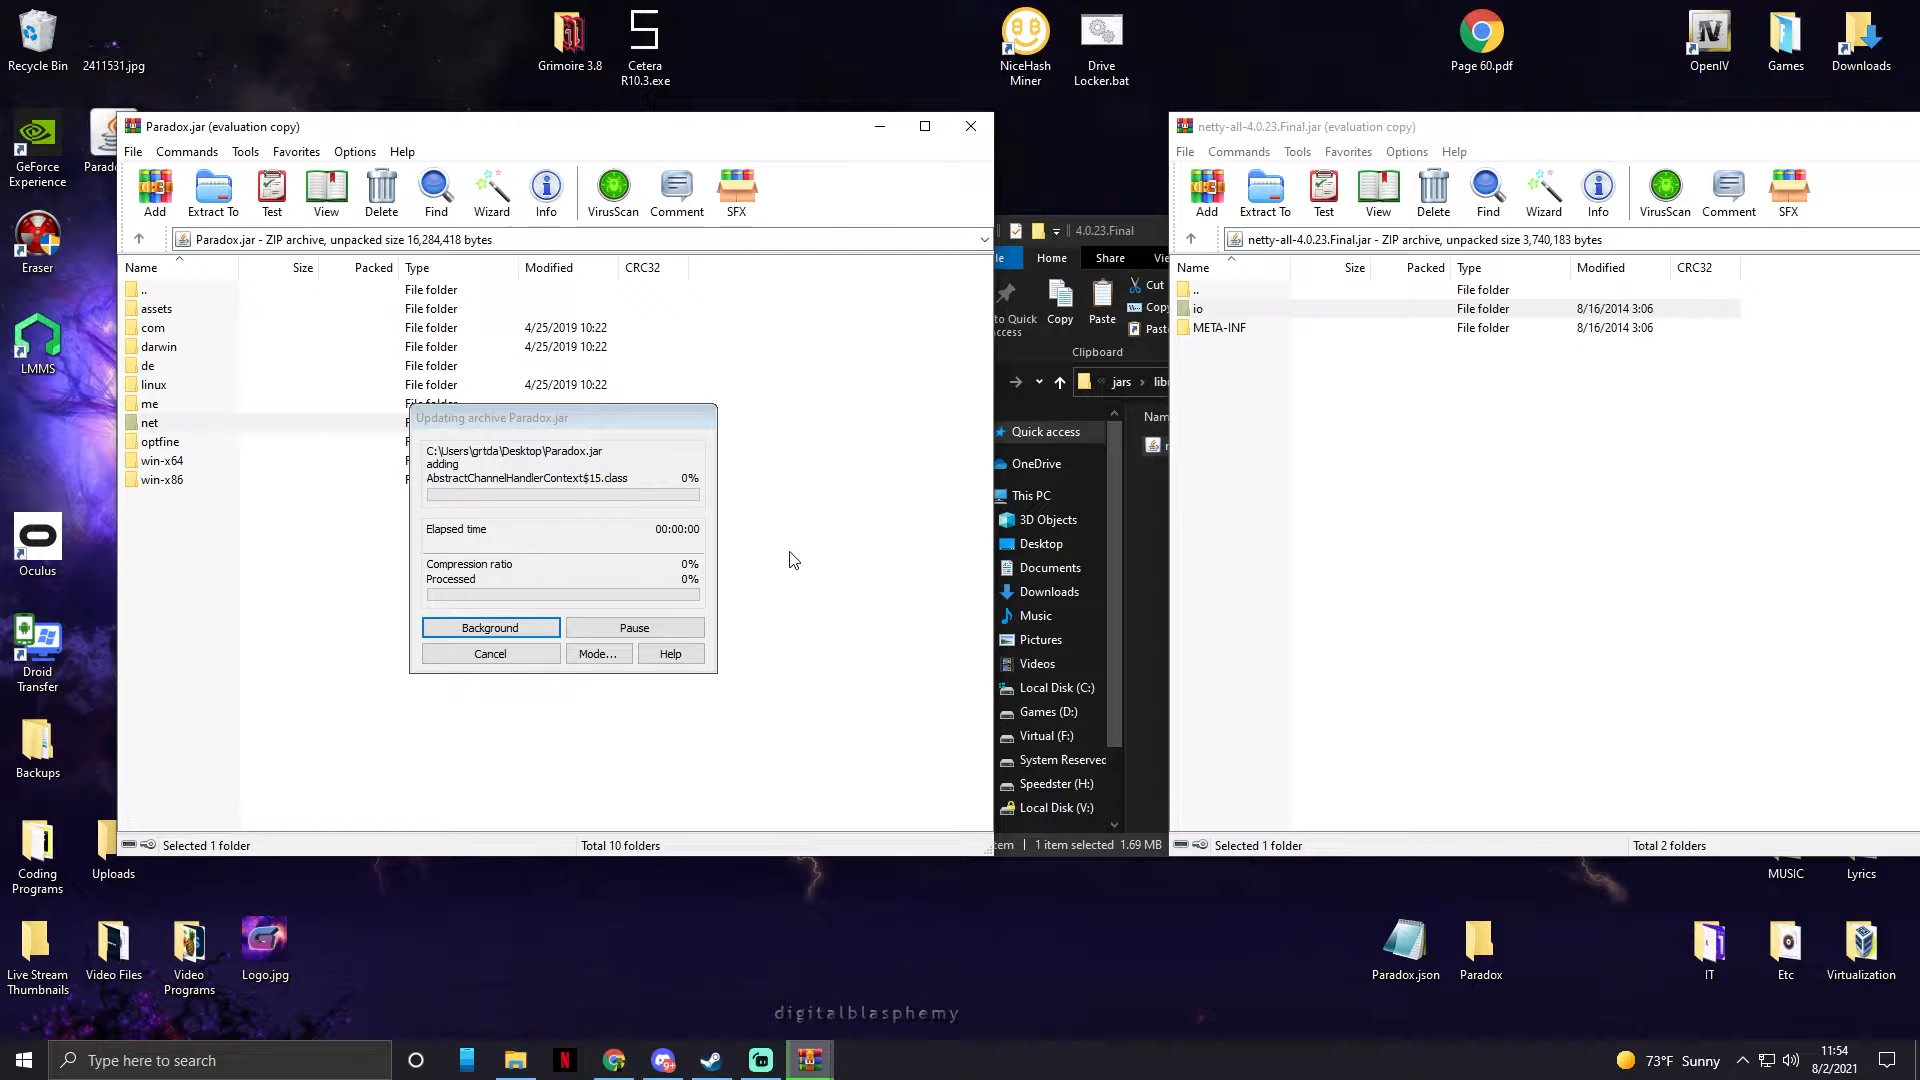 Recycle Bin
2411531.jpg
Grimoire 3.8
Cetera
R10.3.exe
NiceHash
Miner
Drive
Locker.bat
Page 60.pdf
OpenIV
Games
Downloads
GeForce
Experience
Eraser
LMMS
Oculus
Droid
Transfer
Backups
Coding
Programs
Uploads
Live Stream
Thumbnails
Video Files
Video
Programs
Logo.jpg
Paradox.jar (evaluation copy)
File Commands Tools Favorites Options Help
Add Extract To Test View Delete Find Wizard Info VirusScan Comment SFX
Paradox.jar - ZIP archive, unpacked size 16,284,418 bytes
Name Size Packed Type Modified CRC32
.. File folder
assets File folder
com File folder 4/25/2019 10:22
darwin File folder 4/25/2019 10:22
de File folder
linux File folder 4/25/2019 10:22
me File folder
net
optfine
win-x64
win-x86
Updating archive Paradox.jar
C:\Users\grtda\Desktop\Paradox.jar
adding
AbstractChannelHandlerContext$15.class 0%
Elapsed time 00:00:00
Compression ratio 0%
Processed 0%
Background Pause
Cancel Mode... Help
Selected 1 folder Total 10 folders
4.0.23.Final
Home Share
Cut
Copy
Copy Paste
Clipboard
jars
Quick access
OneDrive
This PC
3D Objects
Desktop
Documents
Downloads
Music
Pictures
Videos
Local Disk (C:)
Games (D:)
Virtual (F:)
System Reserved
Speedster (H:)
Local Disk (V:)
1 item selected 1.69 MB
netty-all-4.0.23.Final.jar (evaluation copy)
File Commands Tools Favorites Options Help
Add Extract To Test View Delete Find Wizard Info VirusScan Comment SFX
netty-all-4.0.23.Final.jar - ZIP archive, unpacked size 3,740,183 bytes
Name Size Packed Type Modified CRC32
.. File folder
io File folder 8/16/2014 3:06
META-INF File folder 8/16/2014 3:06
Selected 1 folder Total 2 folders
MUSIC
Lyrics
Paradox.json
Paradox
IT
Etc
Virtualization
digitalblasphemy
Type here to search
73°F Sunny
11:54
8/2/2021